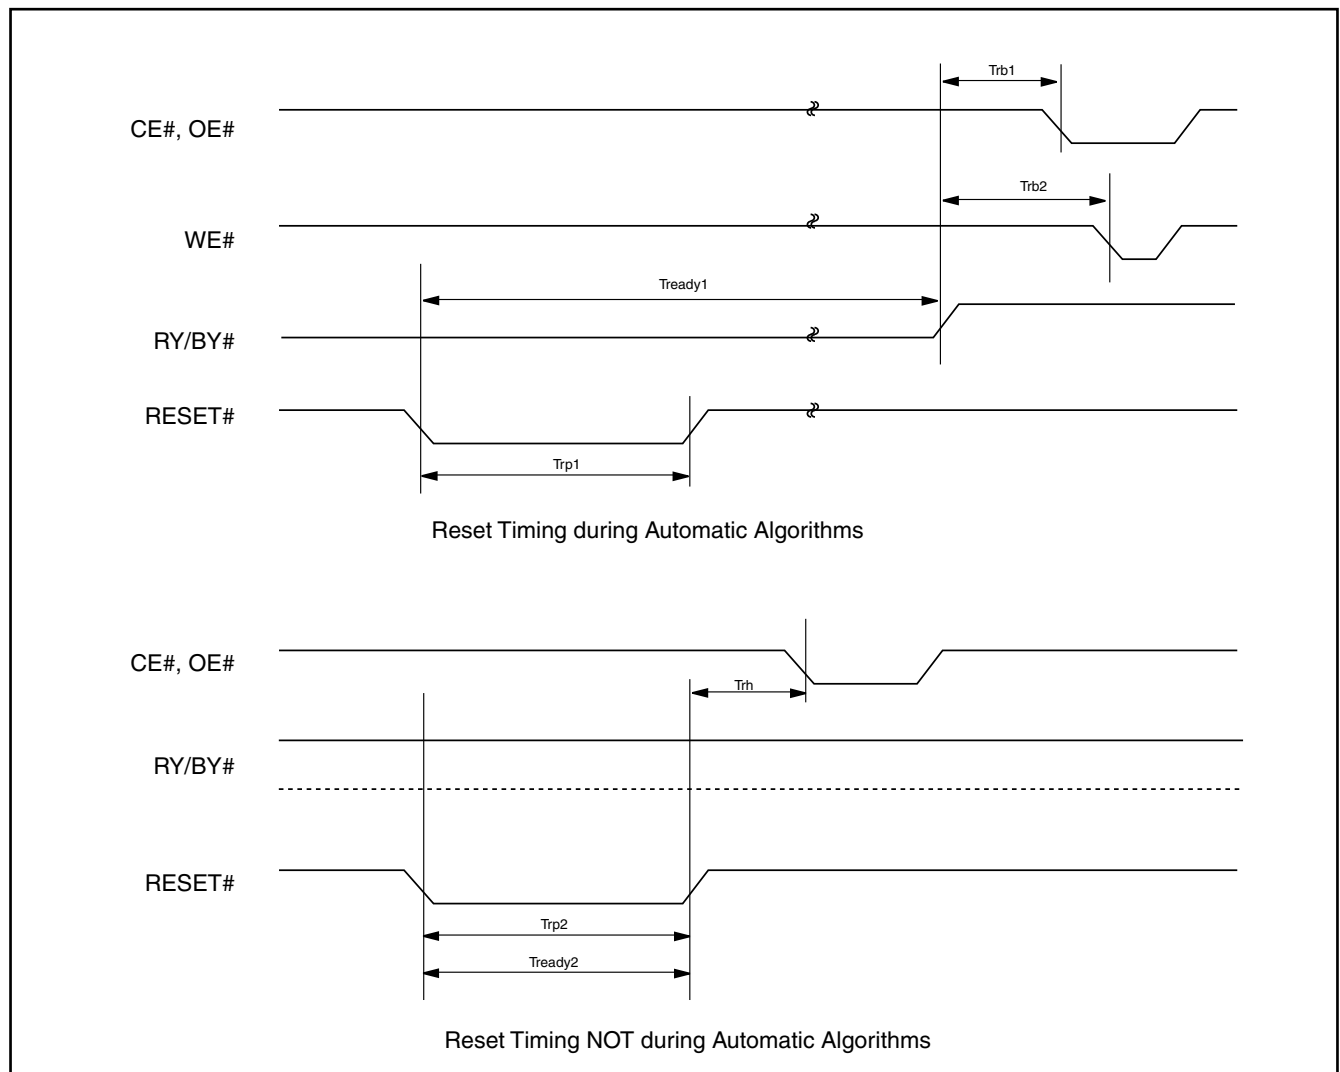 Trb1
CE#, OE#
Trb2
WE#
Tready1
RY/BY#
RESET#
Trp1
Reset Timing during Automatic Algorithms
CE#, OE#
Trh
RY/BY#
RESET#
Trp2
Tready2
Reset Timing NOT during Automatic Algorithms